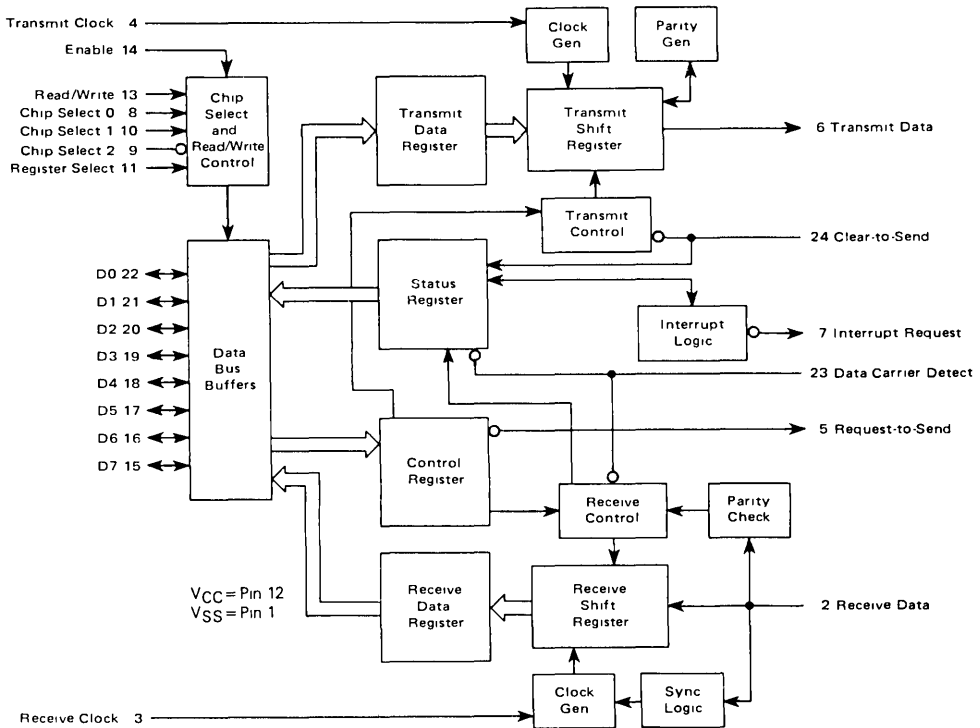 Transmit Clock 4
Clock
Gen
Parity
Gen
Enable 14
Read/Write 13
Chip Select 0 8
Chip Select 1 10
Chip Select 2 9
Register Select 11
Chip
Select
and
Read/Write
Control
Transmit
Data
Register
Transmit
Shift
Register
6 Transmit Data
Transmit
Control
24 Clear-to-Send
D0 22
D1 21
D2 20
D3 19
D4 18
D5 17
D6 16
D7 15
Data
Bus
Buffers
Status
Register
Interrupt
Logic
7 Interrupt Request
23 Data Carrier Detect
5 Request-to-Send
Control
Register
Receive
Control
Parity
Check
VCC = Pin 12
VSS = Pin 1
Receive
Data
Register
Receive
Shift
Register
2 Receive Data
Clock
Gen
Sync
Logic
Receive Clock 3